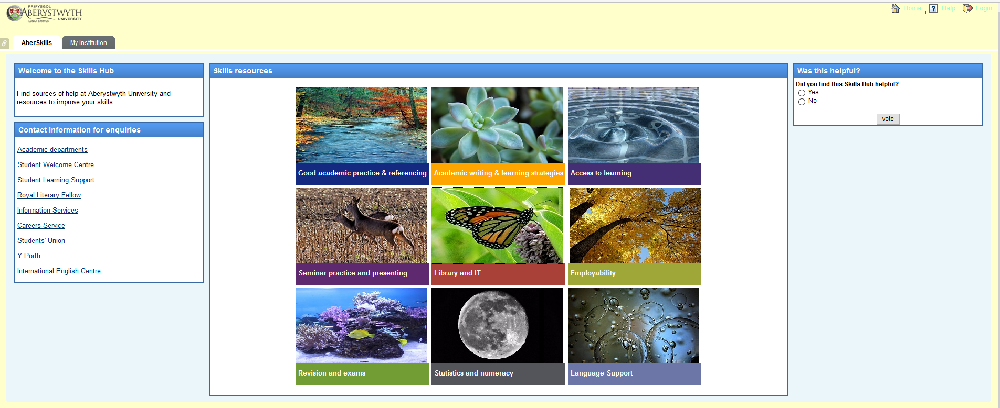 PRIFYSGOL
ABERYSTWYTH
UNIVERSITY
LUNAR CAMPUS
Home
Help
Login
AberSkills
My Institution
Welcome to the Skills Hub
Find sources of help at Aberystwyth University and
resources to improve your skills.
Contact information for enquiries
Academic departments
Student Welcome Centre
Student Learning Support
Royal Literary Fellow
Information Services
Careers Service
Students' Union
Y Porth
International English Centre
Skills resources
Good academic practice & referencing
Academic writing & learning strategies
Access to learning
Seminar practice and presenting
Library and IT
Employability
Revision and exams
Statistics and numeracy
Language Support
Was this helpful?
Did you find this Skills Hub helpful?
Yes
No
vote